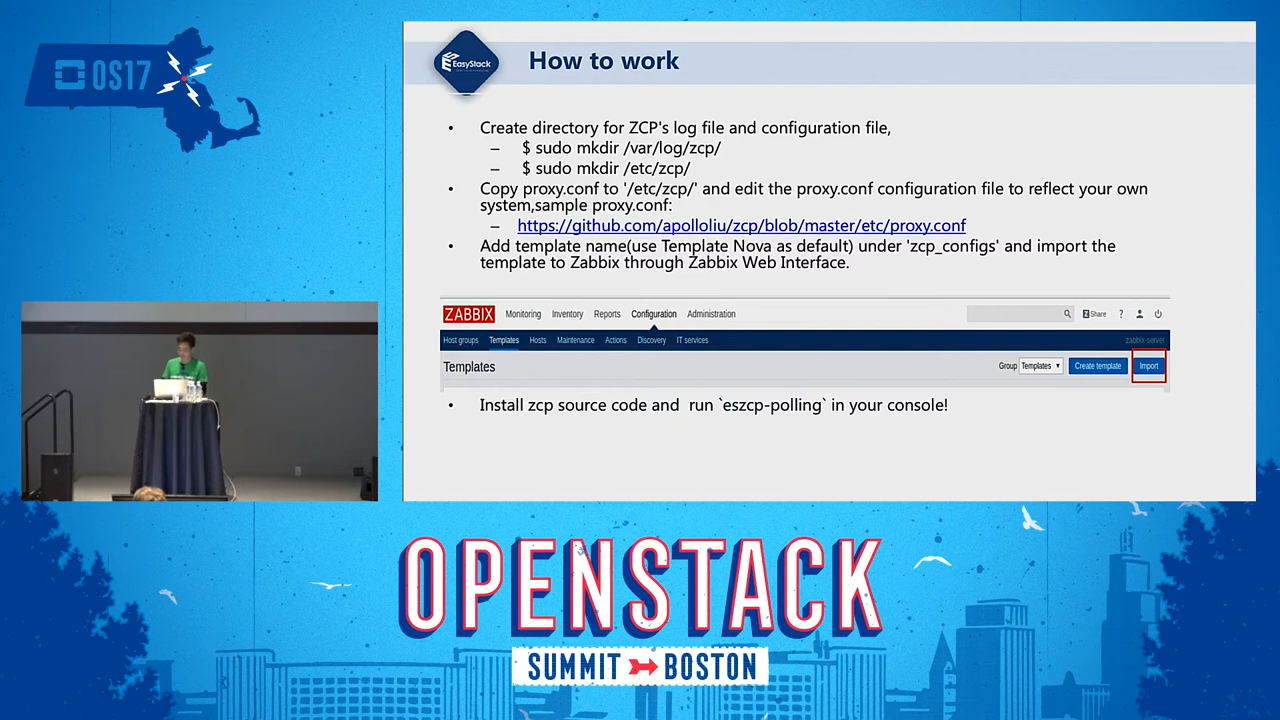 OS17
EasyStack
How to work
• Create directory for ZCP's log file and configuration file,
– $ sudo mkdir /var/log/zcp/
– $ sudo mkdir /etc/zcp/
• Copy proxy.conf to '/etc/zcp/' and edit the proxy.conf configuration file to reflect your own
system,sample proxy.conf:
– https://github.com/apolloliu/zcp/blob/master/etc/proxy.conf
• Add template name(use Template Nova as default) under 'zcp_configs' and import the
template to Zabbix through Zabbix Web Interface.
ZABBIX Monitoring Inventory Reports Configuration Administration Z Share ?
Host groups Templates Hosts Maintenance Actions Discovery IT services zabbix-server
Templates Group Templates ▼ Create template Import
• Install zcp source code and run `eszcp-polling` in your console!
OPENSTACK
SUMMIT BOSTON